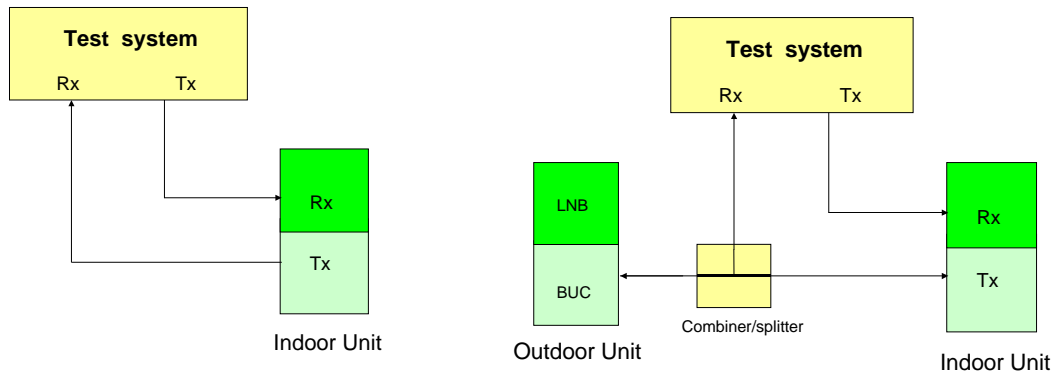 Test system
Rx Tx
Rx
Tx
Indoor Unit
Test system
Rx Tx
LNB
BUC
Combiner/splitter
Rx
Tx
Outdoor Unit
Indoor Unit